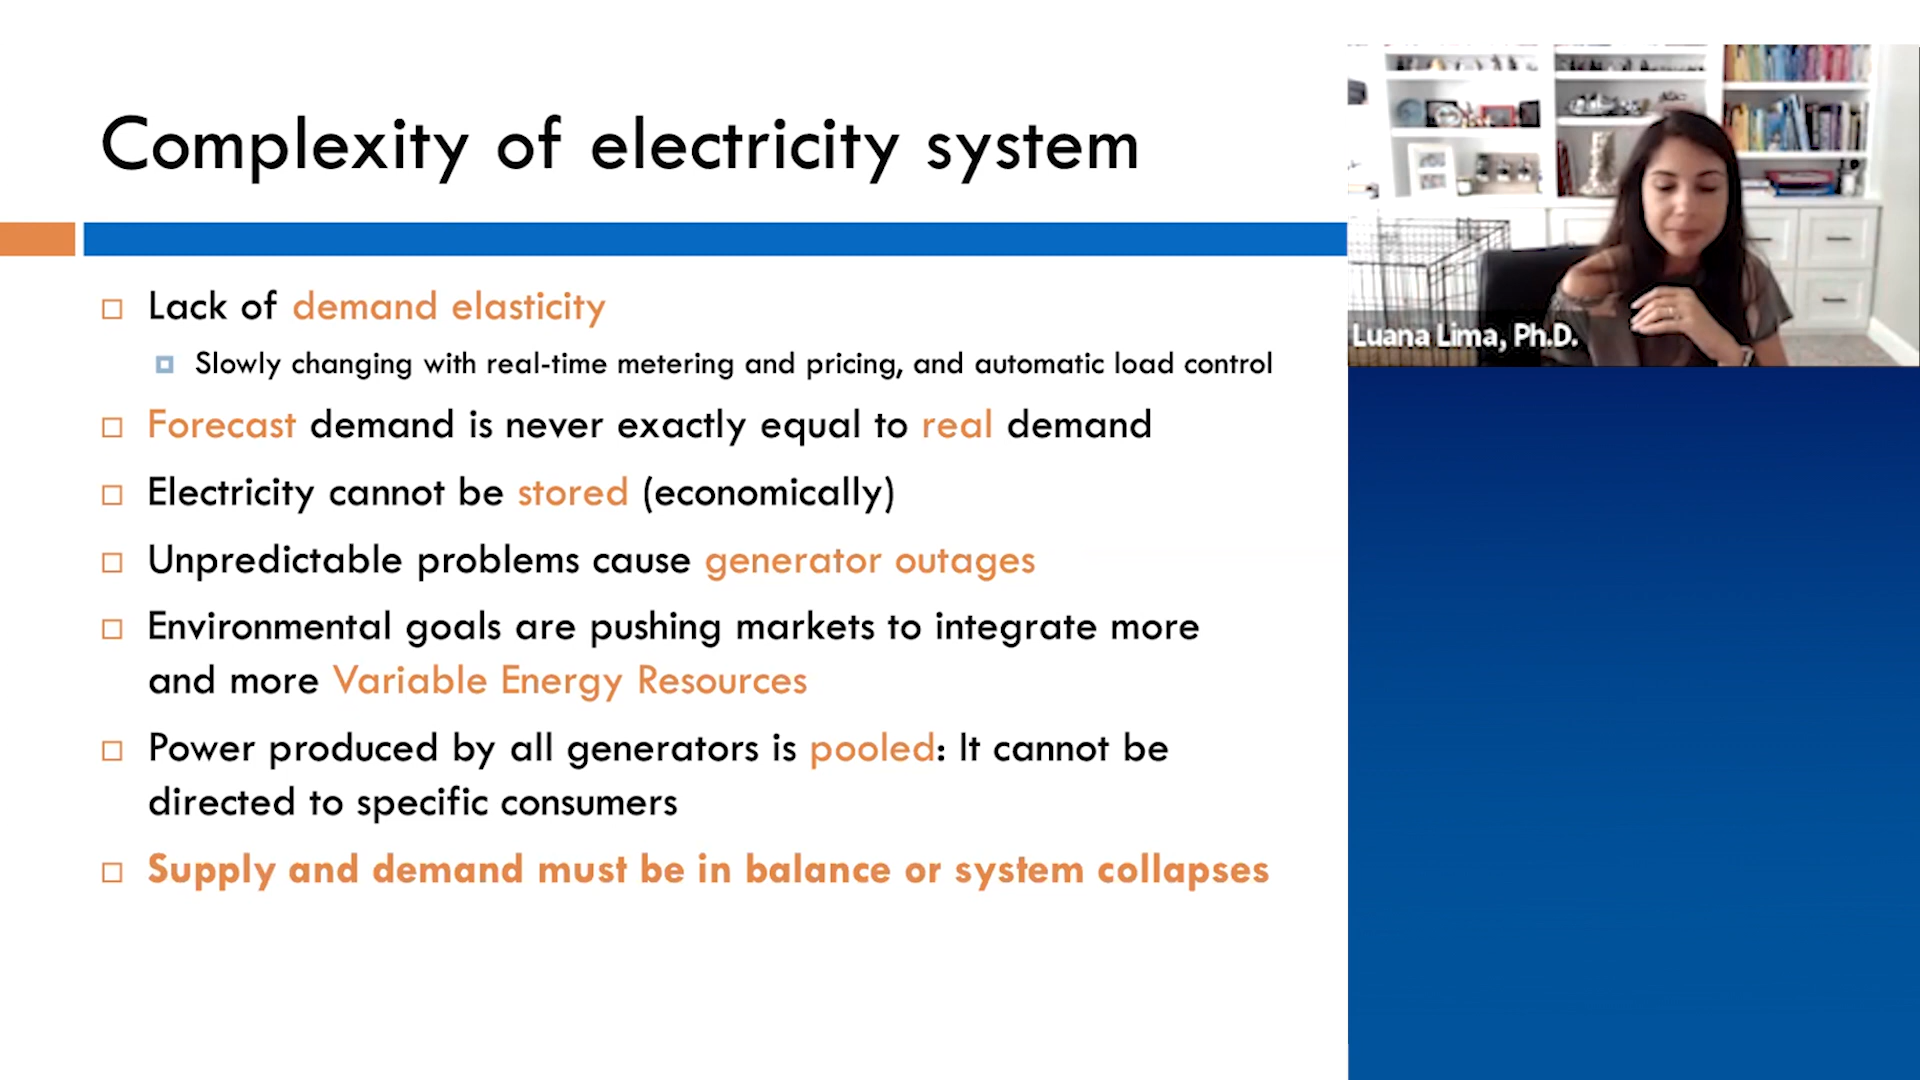 Complexity of electricity system
Lack of demand elasticity
Slowly changing with real-time metering and pricing, and automatic load control
Forecast demand is never exactly equal to real demand
Electricity cannot be stored (economically)
Unpredictable problems cause generator outages
Environmental goals are pushing markets to integrate more
and more Variable Energy Resources
Power produced by all generators is pooled: It cannot be
directed to specific consumers
Supply and demand must be in balance or system collapses
Luana Lima, Ph.D.